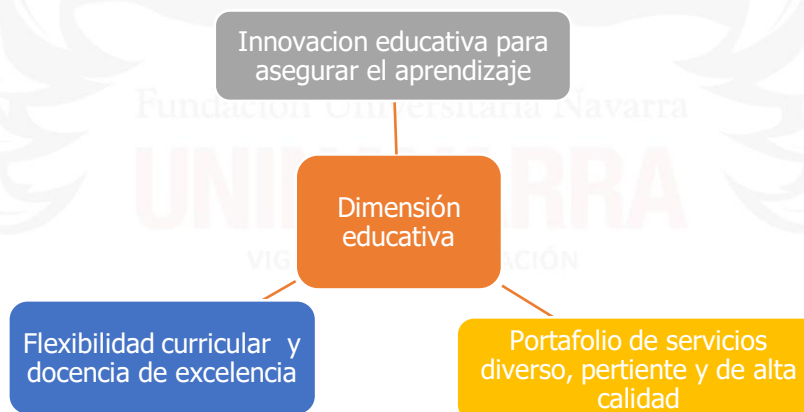 Innovacion educativa para
asegurar el aprendizaje
Fundación Universitaria Navarra
UNINAVARRA
Dimensión
educativa
VIG ACIÓN
Flexibilidad curricular y
docencia de excelencia
Portafolio de servicios
diverso, pertinente y de alta
calidad